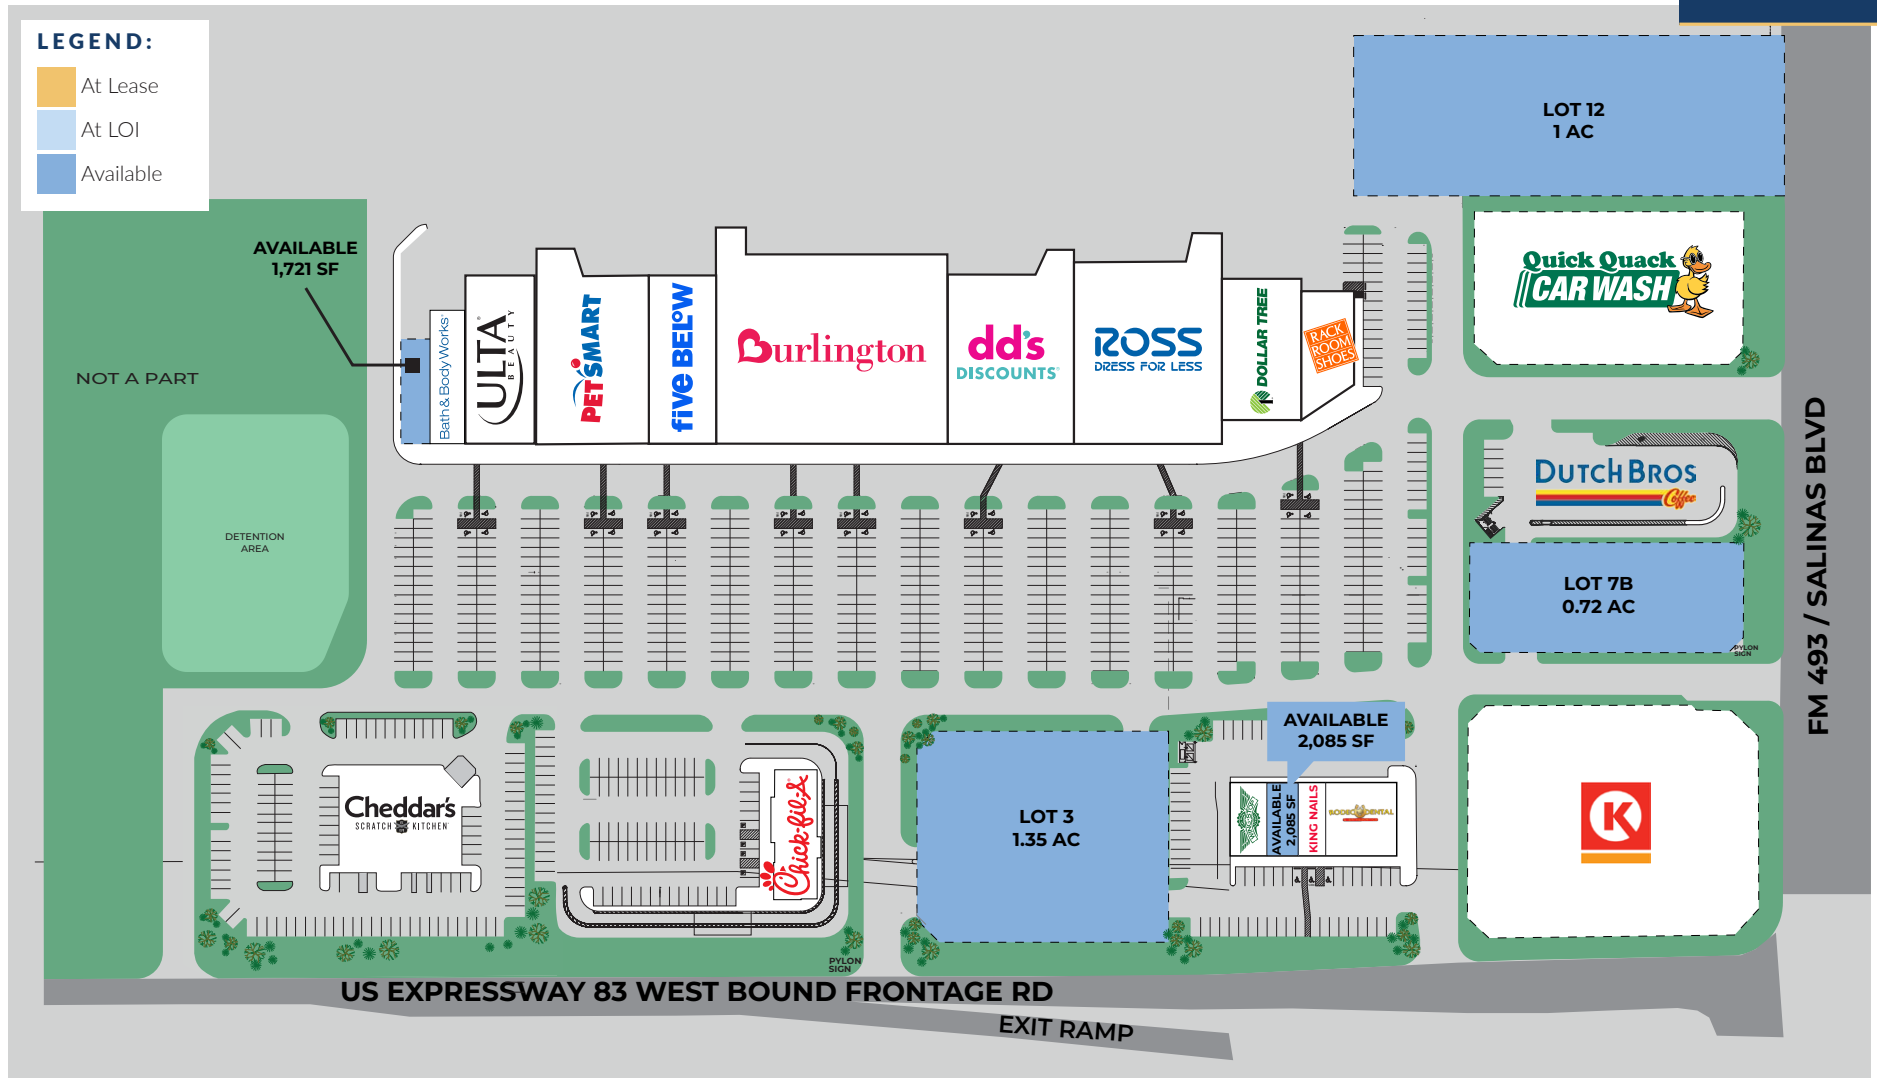 LEGEND:
At Lease
At LOI
Available
LOT 12
1 AC
AVAILABLE
1,721 SF
NOT A PART
DETENTION
AREA
Bath & Body Works
ULTA
BEAUTY
PETSMART
five BELOW
Burlington
dd's
DISCOUNTS
ROSS
DRESS FOR LESS
DOLLAR TREE
RACK
ROOM
SHOES
Quick Quack
CAR WASH
DUTCH BROS
Coffee
LOT 7B
0.72 AC
PYLON
SIGN
FM 493 / SALINAS BLVD
Cheddar's
SCRATCH KITCHEN
Chick-fil-A
PYLON
SIGN
LOT 3
1.35 AC
AVAILABLE
2,085 SF
AVAILABLE
2,085 SF
KING NAILS
RODEO DENTAL
K
US EXPRESSWAY 83 WEST BOUND FRONTAGE RD
EXIT RAMP